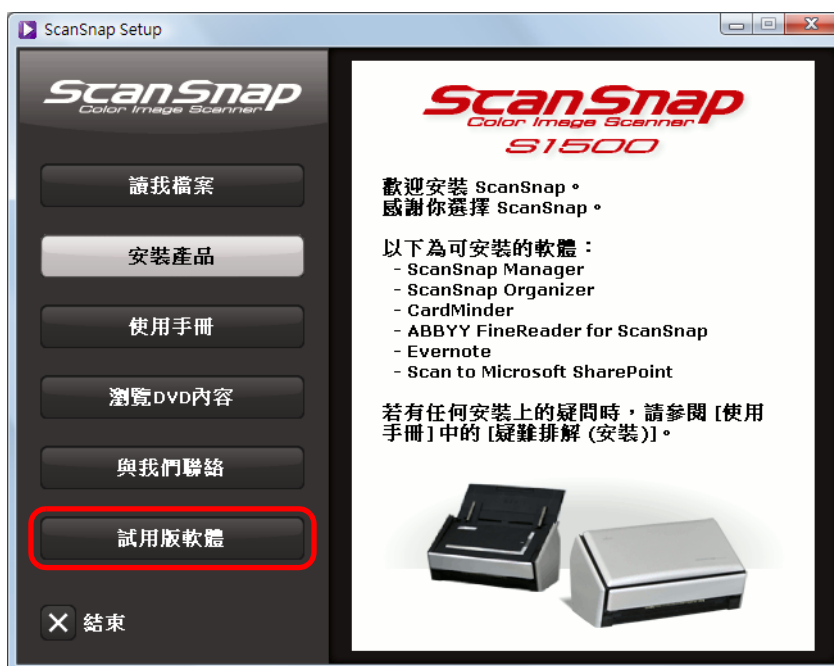 ScanSnap Setup
ScanSnap
Color Image Scanner
讀我檔案
安裝產品
使用手冊
瀏覽DVD內容
與我們聯絡
試用版軟體
結束
ScanSnap
Color Image Scanner
S1500
歡迎安裝 ScanSnap。
感謝你選擇 ScanSnap。
以下為可安裝的軟體：
- ScanSnap Manager
- ScanSnap Organizer
- CardMinder
- ABBYY FineReader for ScanSnap
- Evernote
- Scan to Microsoft SharePoint
若有任何安裝上的疑問時，請參閱 [使用
手冊] 中的 [疑難排解 (安裝)]。